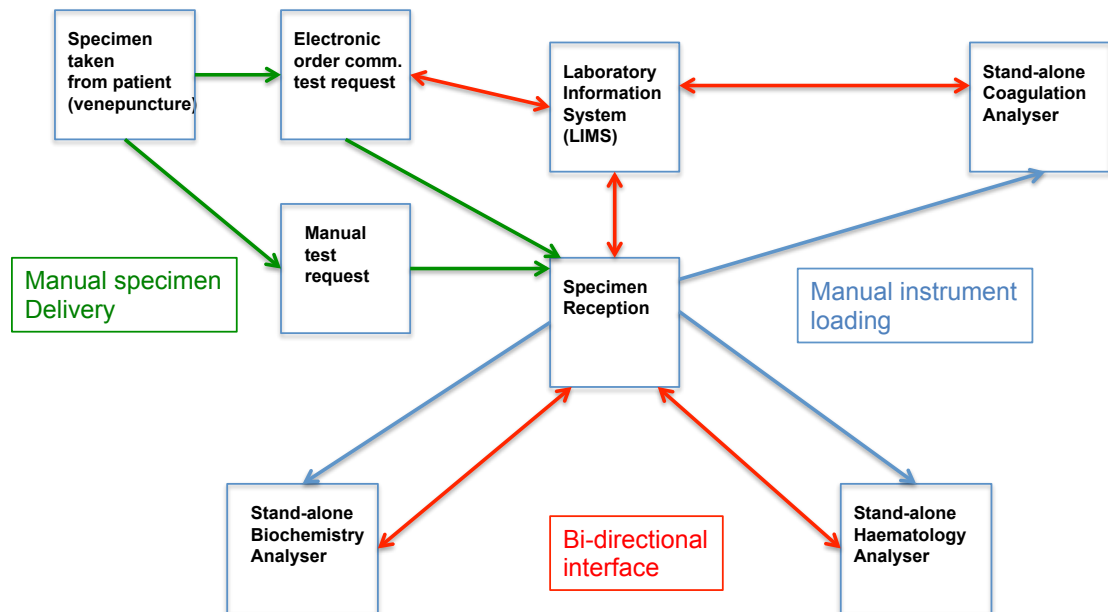 Specimen
taken
from patient
(venepuncture)
Electronic
order comm.
test request
Laboratory
Information
System
(LIMS)
Stand-alone
Coagulation
Analyser
Manual
test
request
Manual specimen
Delivery
Specimen
Reception
Manual instrument
loading
Stand-alone
Biochemistry
Analyser
Bi-directional
interface
Stand-alone
Haematology
Analyser